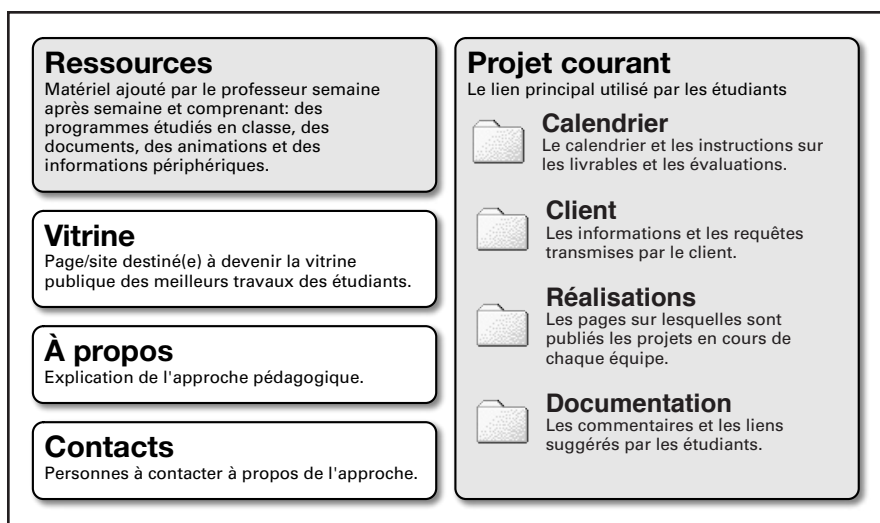 Ressources
Matériel ajouté par le professeur semaine
après semaine et comprenant: des
programmes étudiés en classe, des
documents, des animations et des
informations périphériques.
Vitrine
Page/site destiné(e) à devenir la vitrine
publique des meilleurs travaux des étudiants.
À propos
Explication de l'approche pédagogique.
Contacts
Personnes à contacter à propos de l'approche.
Projet courant
Le lien principal utilisé par les étudiants
Calendrier
Le calendrier et les instructions sur
les livrables et les évaluations.
Client
Les informations et les requêtes
transmises par le client.
Réalisations
Les pages sur lesquelles sont
publiés les projets en cours de
chaque équipe.
Documentation
Les commentaires et les liens
suggérés par les étudiants.